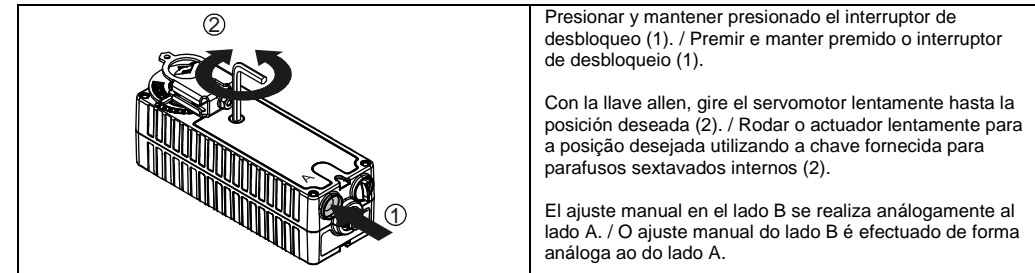 ②
A
①
Presionar y mantener presionado el interruptor de
desbloqueo (1). / Premir e manter premido o interruptor
de desbloqueio (1).
Con la llave allen, gire el servomotor lentamente hasta la
posición deseada (2). / Rodar o actuador lentamente para
a posição desejada utilizando a chave fornecida para
parafusos sextavados internos (2).
El ajuste manual en el lado B se realiza análogamente al
lado A. / O ajuste manual do lado B é efectuado de forma
análoga ao do lado A.